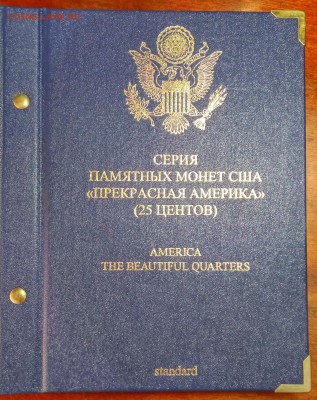 СЕРИЯ
ПАМЯТНЫХ МОНЕТ США
«ПРЕКРАСНАЯ АМЕРИКА»
(25 ЦЕНТОВ)
AMERICA
THE BEAUTIFUL QUARTERS
standard